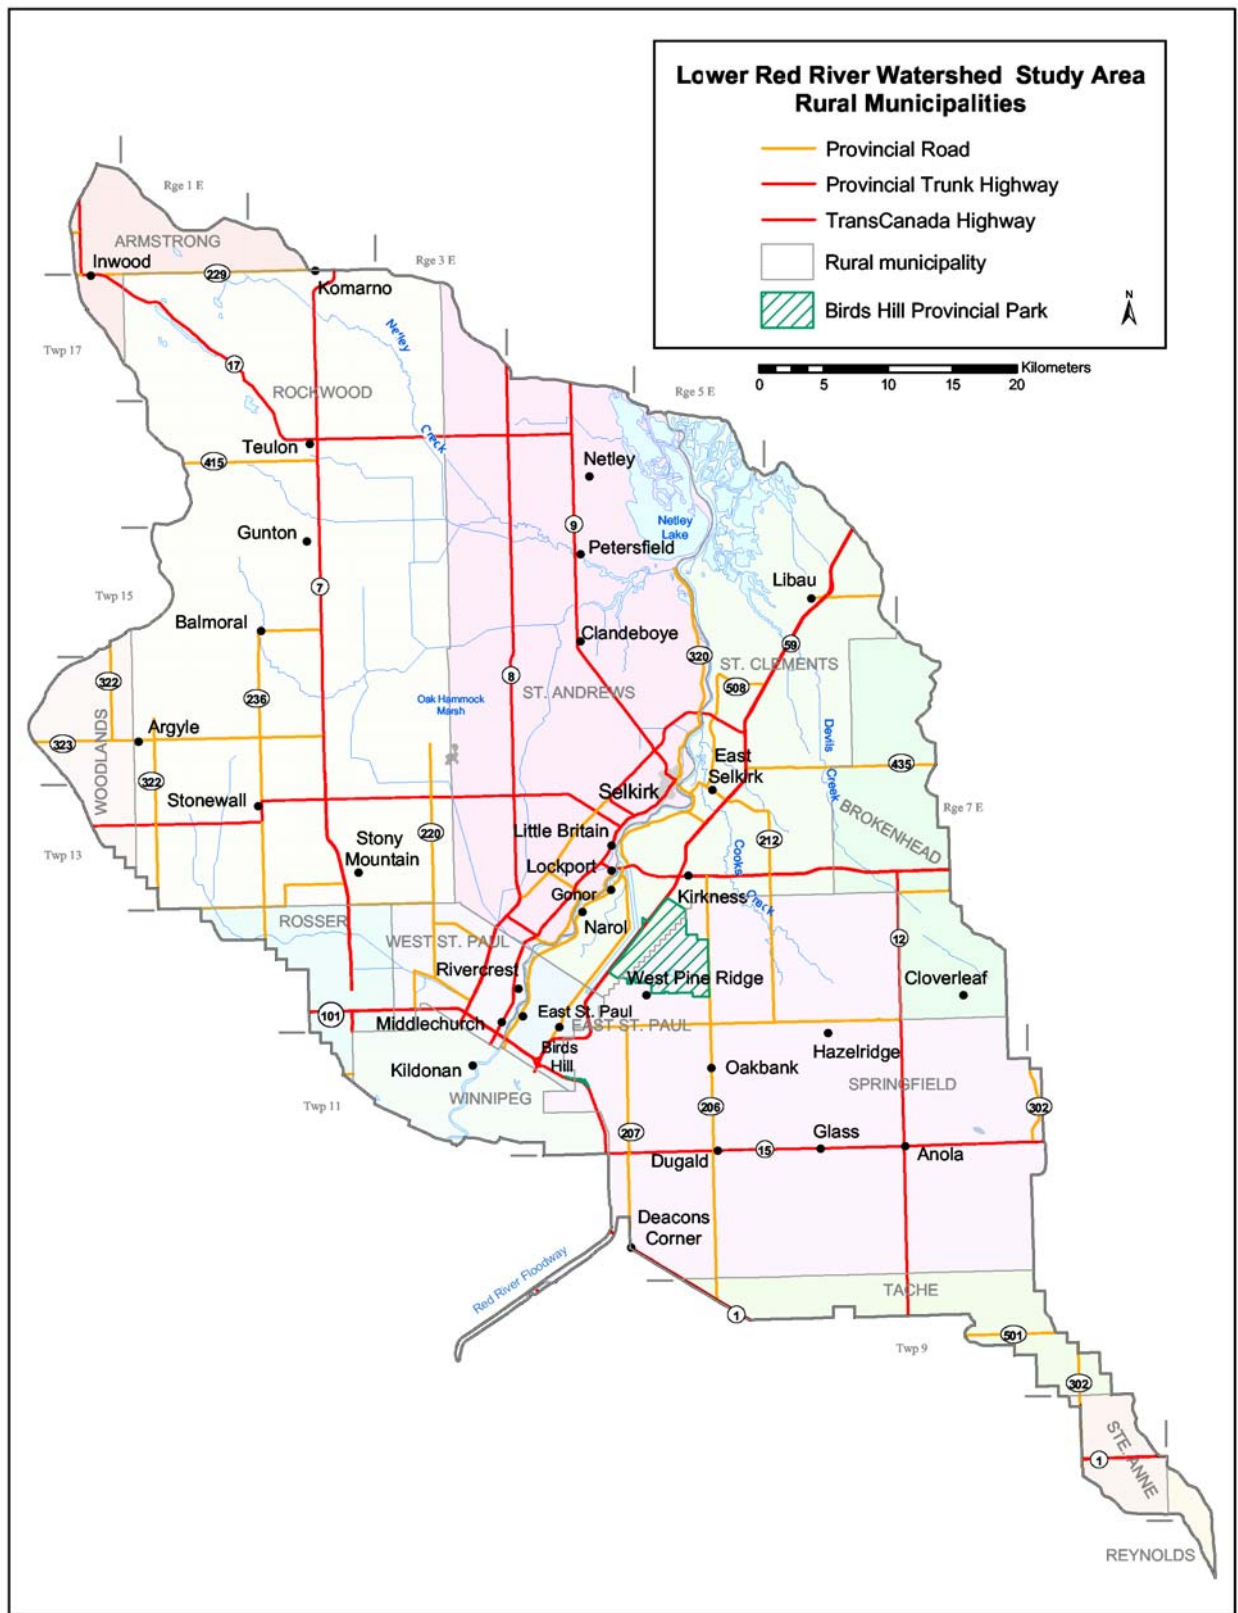 Lower Red River Watershed Study Area
Rural Municipalities
Provincial Road
Provincial Trunk Highway
TransCanada Highway
Rural municipality
Birds Hill Provincial Park
N
Kilometers
0 5 10 15 20
Rge 1 E
ARMSTRONG
Inwood
229
Rge 3 E
Komarno
Netley
Creek
Twp 17
17
ROCKWOOD
Rge 5 E
Teulon
415
Netley
Gunton
9
Netley
Lake
Petersfield
7
Libau
Twp 15
Balmoral
Clandeboye
59
320
ST. CLEMENTS
322
236
8
508
Oak Hammock
Marsh
ST. ANDREWS
Argyle
323
WOODLANDS
322
Devils
Creek
East
Selkirk
435
Stonewall
Selkirk
Rge 7 E
BROKENHEAD
220
Little Britain
212
Stony
Mountain
Twp 13
Lockport
Cooks
Creek
Gonor
Kirkness
ROSSER
Narol
WEST ST. PAUL
12
Rivercrest
West Pine Ridge
Cloverleaf
101
Middlechurch
East St. Paul
EAST ST. PAUL
Birds
Hill
Hazelridge
Kildonan
Oakbank
SPRINGFIELD
WINNIPEG
Twp 11
206
302
207
Glass
15
Dugald
Anola
Deacons
Corner
Red River Floodway
TACHE
1
501
Twp 9
302
STE. ANNE
1
REYNOLDS